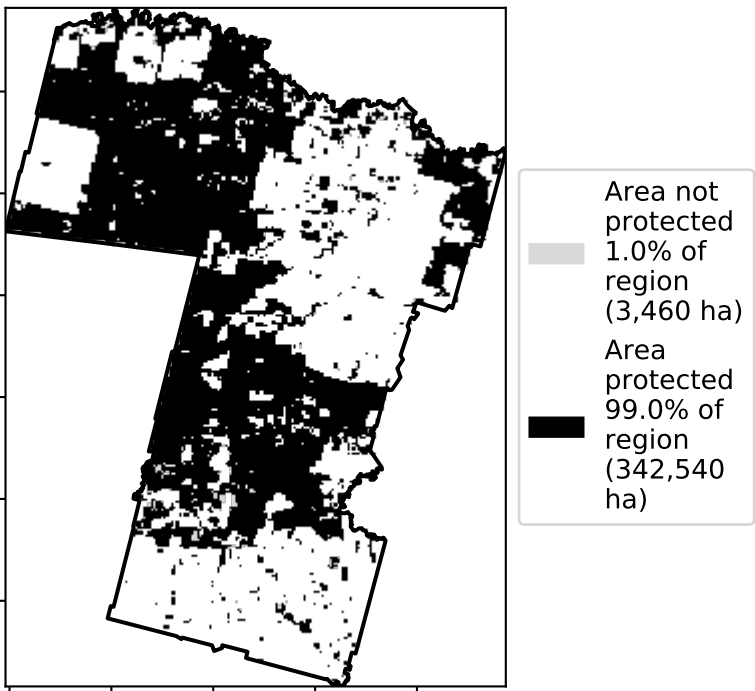 Area not
protected
1.0% of
region
(3,460 ha)
Area
protected
99.0% of
region
(342,540
ha)